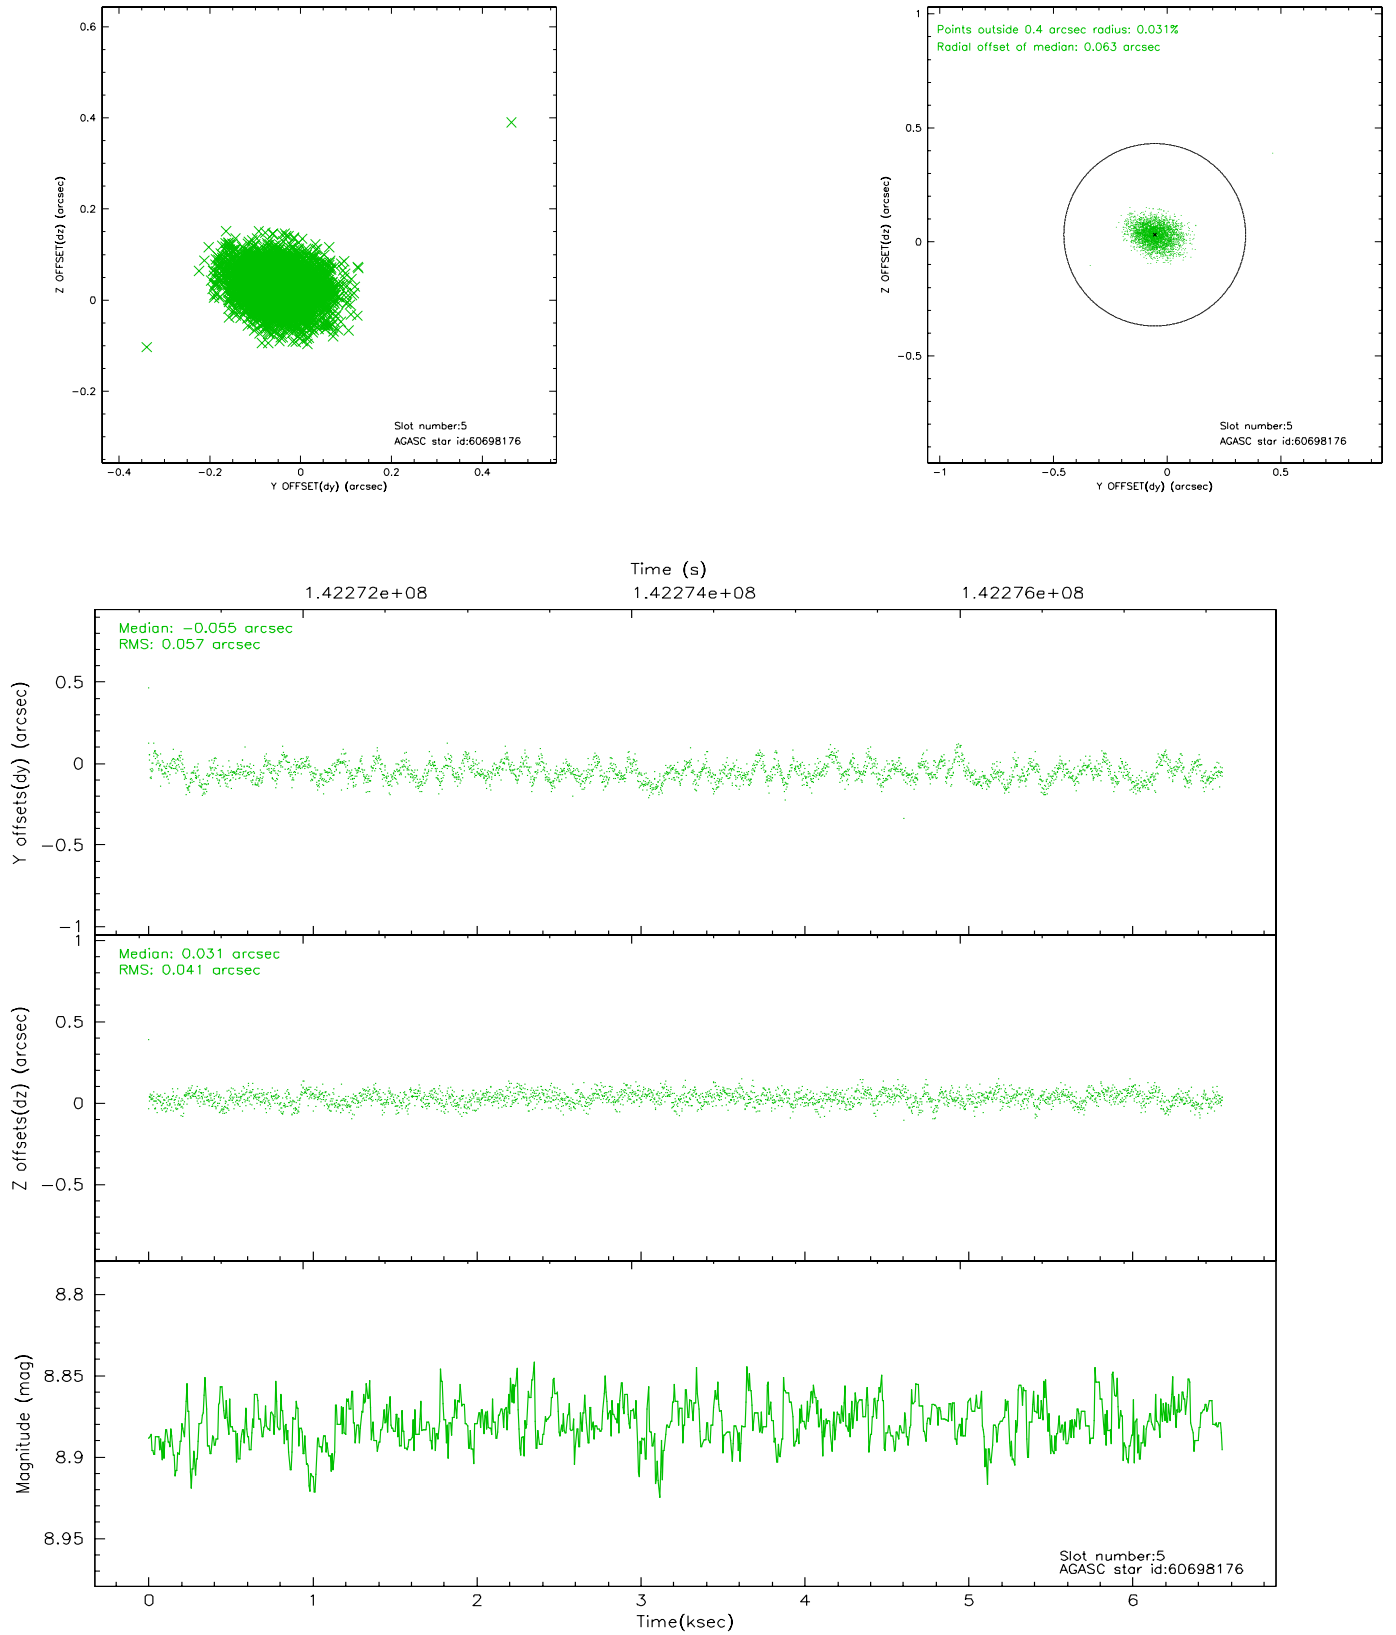 0.6
0.4
0.2
0
−0.2
Z OFFSET(dz) (arcsec)
Slot number:5
AGASC star id:60698176
−0.4 −0.2 0 0.2 0.4
Y OFFSET(dy) (arcsec)
Points outside 0.4 arcsec radius: 0.031%
Radial offset of median: 0.063 arcsec
1
0.5
0
−0.5
Z OFFSET(dz) (arcsec)
Slot number:5
AGASC star id:60698176
−1 −0.5 0 0.5
Y OFFSET(dy) (arcsec)
Time (s)
1.42272e+08 1.42274e+08 1.42276e+08
Median: −0.055 arcsec
RMS: 0.057 arcsec
0.5
0
−0.5
−1
Y offsets(dy) (arcsec)
Median: 0.031 arcsec
RMS: 0.041 arcsec
1
0.5
0
−0.5
Z offsets(dz) (arcsec)
8.8
8.85
8.9
8.95
Magnitude (mag)
Slot number:5
AGASC star id:60698176
0 1 2 3 4 5 6
Time(ksec)